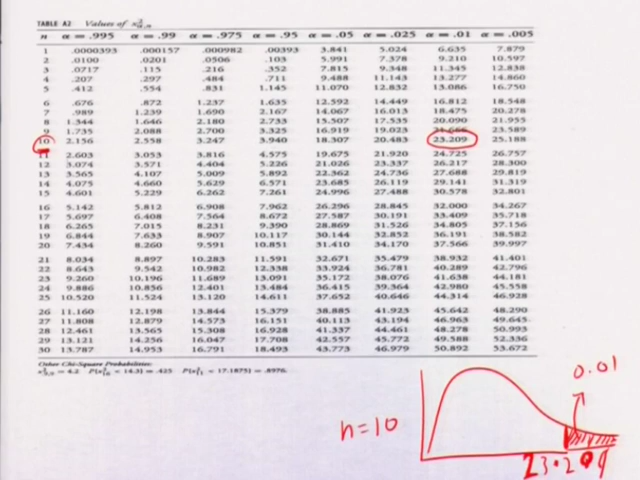 TABLE A2 Values of x²α,n
n α = .995 α = .99 α = .975 α = .95 α = .05 α = .025 α = .01 α = .005
1 .0000393 .000157 .000982 .00393 3.841 5.024 6.635 7.879
2 .0100 .0201 .0506 .103 5.991 7.378 9.210 10.597
3 .0717 .115 .216 .352 7.815 9.348 11.345 12.838
4 .207 .297 .484 .711 9.488 11.143 13.277 14.860
5 .412 .554 .831 1.145 11.070 12.832 13.086 16.750
6 .676 .872 1.237 1.635 12.592 14.449 16.812 18.548
7 .989 1.239 1.690 2.167 14.067 16.013 18.475 20.278
8 1.344 1.646 2.180 2.733 15.507 17.535 20.090 21.955
9 1.735 2.088 2.700 3.325 16.919 19.023 21.666 23.589
10 2.156 2.558 3.247 3.940 18.307 20.483 23.209 25.188
11 2.603 3.053 3.816 4.575 19.675 21.920 24.725 26.757
12 3.074 3.571 4.404 5.226 21.026 23.337 26.217 28.300
13 3.565 4.107 5.009 5.892 22.362 24.736 27.688 29.819
14 4.075 4.660 5.629 6.571 23.685 26.119 29.141 31.319
15 4.601 5.229 6.262 7.261 24.996 27.488 30.578 32.801
16 5.142 5.812 6.908 7.962 26.296 28.845 32.000 34.267
17 5.697 6.408 7.564 8.672 27.587 30.191 33.409 35.718
18 6.265 7.015 8.231 9.390 28.869 31.526 34.805 37.156
19 6.844 7.633 8.907 10.117 30.144 32.852 36.191 38.582
20 7.434 8.260 9.591 10.851 31.410 34.170 37.566 39.997
21 8.034 8.897 10.283 11.591 32.671 35.479 38.932 41.401
22 8.643 9.542 10.982 12.338 33.924 36.781 40.289 42.796
23 9.260 10.196 11.689 13.091 35.172 38.076 41.638 44.181
24 9.886 10.856 12.401 13.484 36.415 39.364 42.980 45.558
25 10.520 11.524 13.120 14.611 37.652 40.646 44.314 46.928
26 11.160 12.198 13.844 15.379 38.885 41.923 45.642 48.290
27 11.808 12.879 14.573 16.151 40.113 43.194 46.963 49.645
28 12.461 13.565 15.308 16.928 41.337 44.461 48.278 50.993
29 13.121 14.256 16.047 17.708 42.557 45.772 49.588 52.336
30 13.787 14.953 16.791 18.493 43.773 46.979 50.892 53.672
Other Chi-Square Probabilities:
x².9,9 = 4.2 P{x²16 < 14.3} = .425 P{x²11 < 17.1875} = .8976.
0.01
n=10
23.209